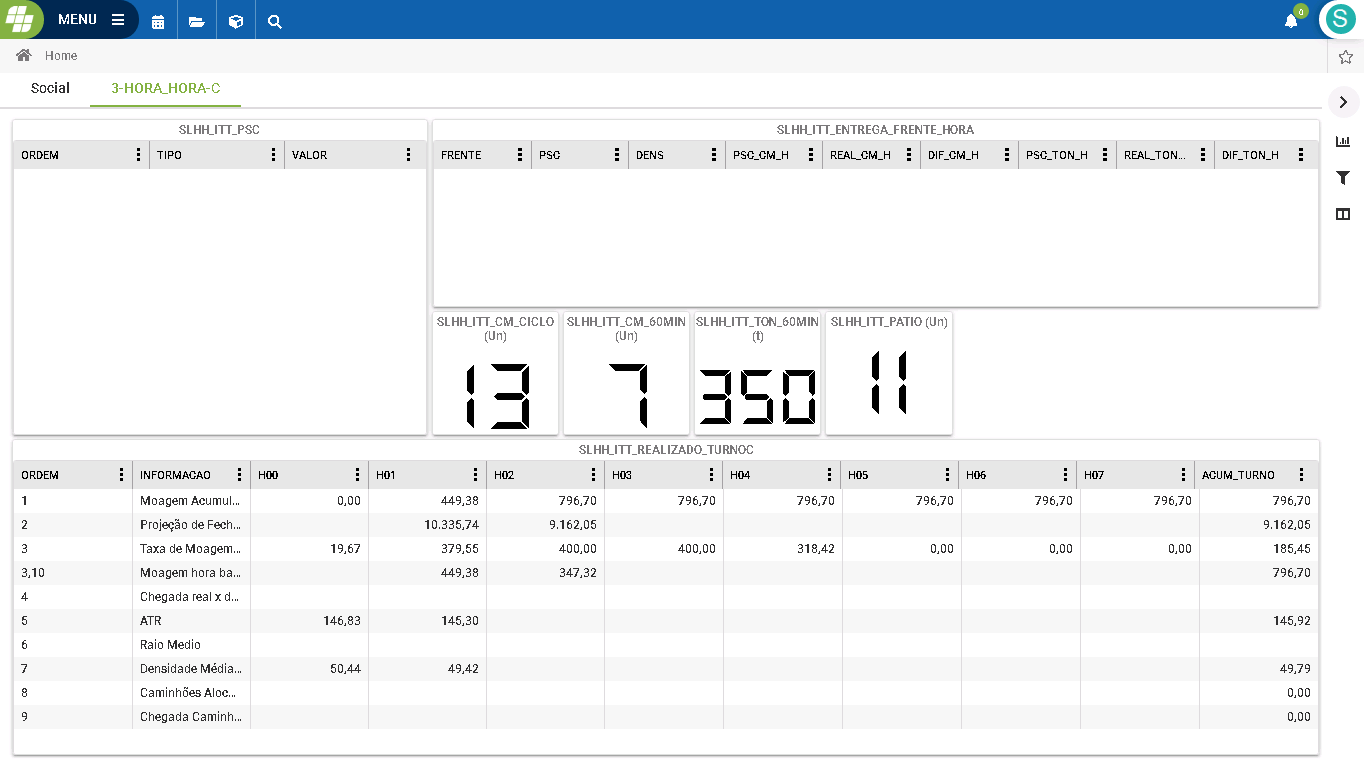 MENU
0
S
Home
Social 3-HORA_HORA-C
SLHH_ITT_PSC
ORDEM TIPO VALOR
SLHH_ITT_ENTREGA_FRENTE_HORA
FRENTE PSC DENS PSC_CM_H REAL_CM_H DIF_CM_H PSC_TON_H REAL_TON... DIF_TON_H
SLHH_ITT_CM_CICLO
(Un)
13
SLHH_ITT_CM_60MIN
(Un)
7
SLHH_ITT_TON_60MIN
(t)
350
SLHH_ITT_PATIO (Un)
11
SLHH_ITT_REALIZADO_TURNOC
ORDEM INFORMACAO H00 H01 H02 H03 H04 H05 H06 H07 ACUM_TURNO
1 Moagem Acumul... 0,00 449,38 796,70 796,70 796,70 796,70 796,70 796,70 796,70
2 Projeção de Fech... 10.335,74 9.162,05 9.162,05
3 Taxa de Moagem... 19,67 379,55 400,00 400,00 318,42 0,00 0,00 0,00 185,45
3,10 Moagem hora ba... 449,38 347,32 796,70
4 Chegada real x d...
5 ATR 146,83 145,30 145,92
6 Raio Medio
7 Densidade Média... 50,44 49,42 49,79
8 Caminhões Aloc... 0,00
9 Chegada Caminh... 0,00